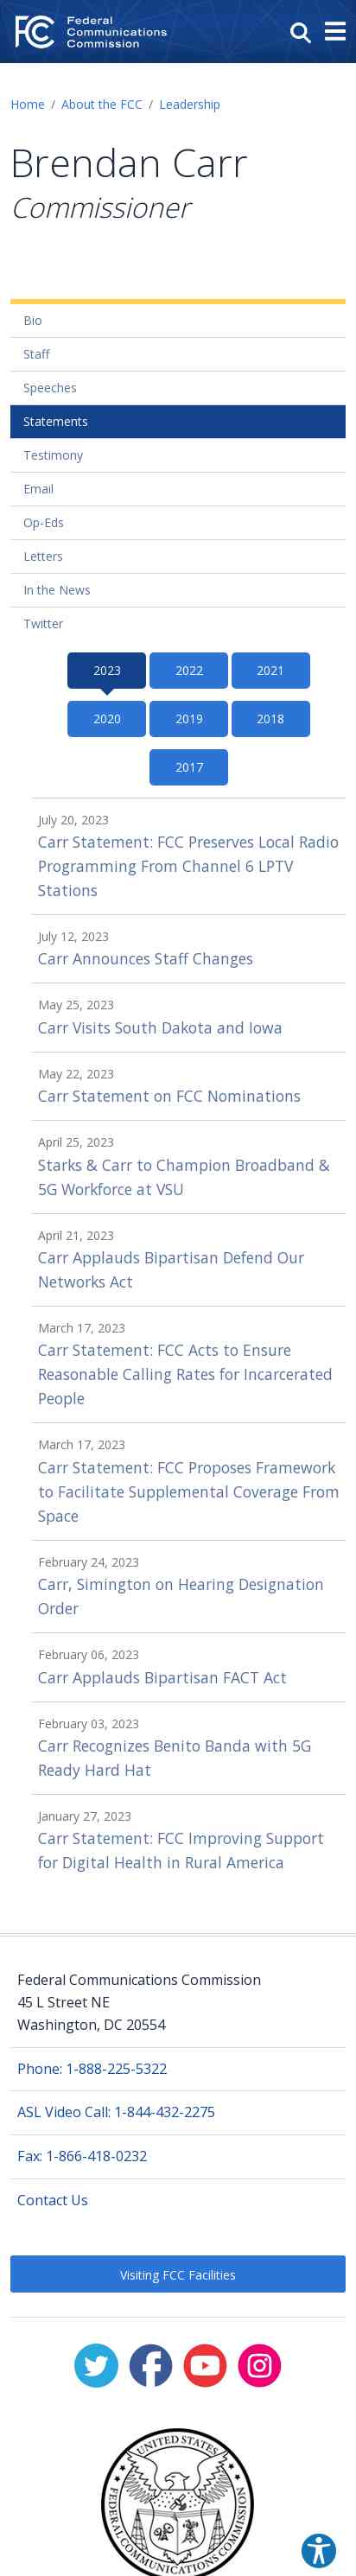 Federal
Communications
Commission
Home / About the FCC / Leadership
Brendan Carr
Commissioner
Bio
Staff
Speeches
Statements
Testimony
Email
Op-Eds
Letters
In the News
Twitter
2023 2022 2021
2020 2019 2018
2017
July 20, 2023
Carr Statement: FCC Preserves Local Radio
Programming From Channel 6 LPTV
Stations
July 12, 2023
Carr Announces Staff Changes
May 25, 2023
Carr Visits South Dakota and Iowa
May 22, 2023
Carr Statement on FCC Nominations
April 25, 2023
Starks & Carr to Champion Broadband &
5G Workforce at VSU
April 21, 2023
Carr Applauds Bipartisan Defend Our
Networks Act
March 17, 2023
Carr Statement: FCC Acts to Ensure
Reasonable Calling Rates for Incarcerated
People
March 17, 2023
Carr Statement: FCC Proposes Framework
to Facilitate Supplemental Coverage From
Space
February 24, 2023
Carr, Simington on Hearing Designation
Order
February 06, 2023
Carr Applauds Bipartisan FACT Act
February 03, 2023
Carr Recognizes Benito Banda with 5G
Ready Hard Hat
January 27, 2023
Carr Statement: FCC Improving Support
for Digital Health in Rural America
Federal Communications Commission
45 L Street NE
Washington, DC 20554
Phone: 1-888-225-5322
ASL Video Call: 1-844-432-2275
Fax: 1-866-418-0232
Contact Us
Visiting FCC Facilities
UNITED STATES
FEDERAL COMMUNICATIONS COMMISSION